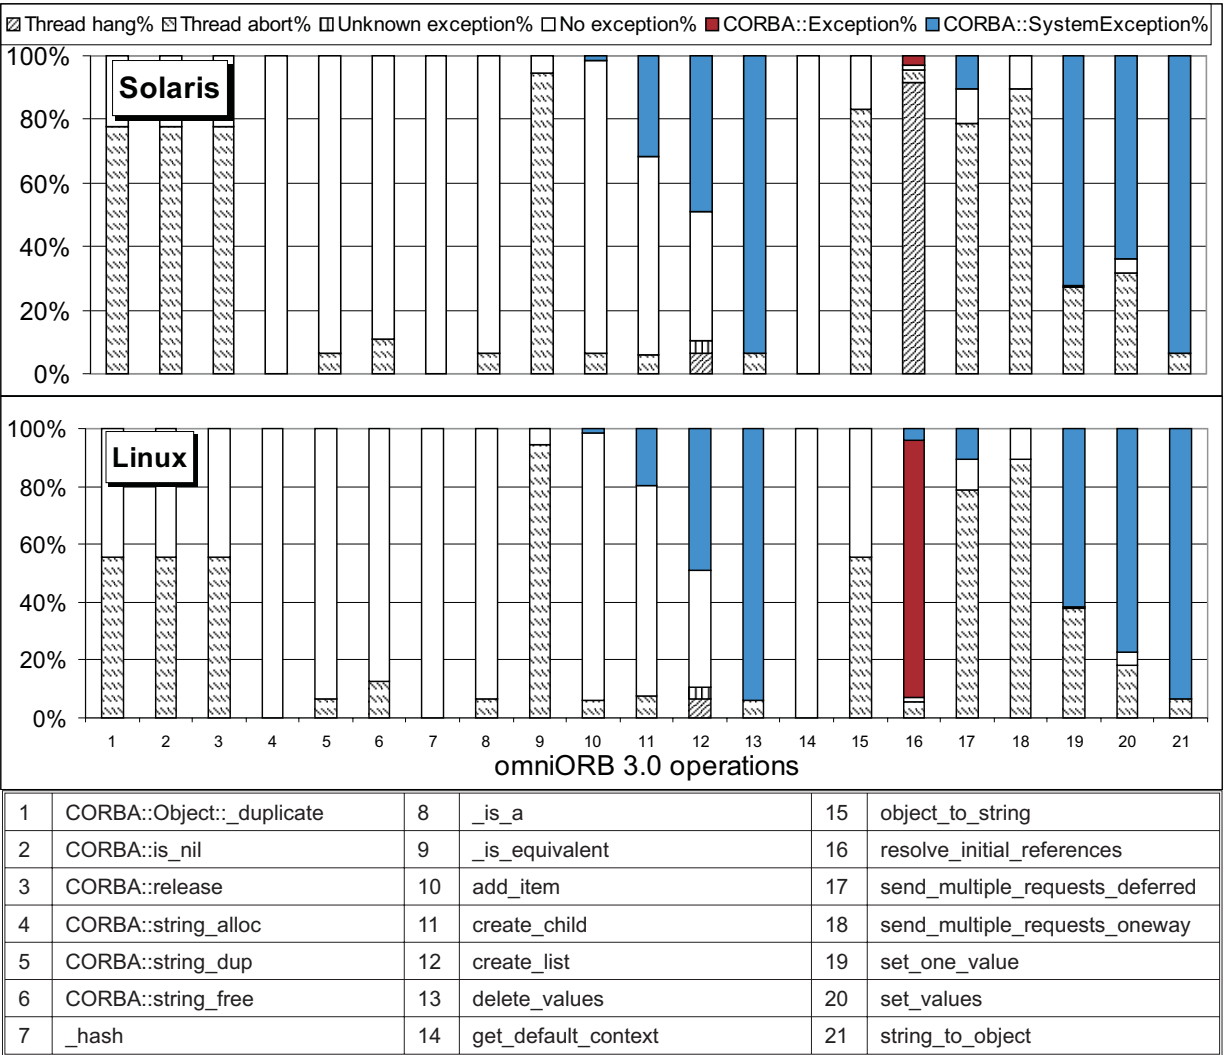 Thread hang% Thread abort% Unknown exception% No exception% CORBA::Exception% CORBA::SystemException%
100%
Solaris
80%
60%
40%
20%
0%
100%
Linux
80%
60%
40%
20%
0%
1 2 3 4 5 6 7 8 9 10 11 12 13 14 15 16 17 18 19 20 21
omniORB 3.0 operations
1 CORBA::Object::_duplicate 8 _is_a 15 object_to_string
2 CORBA::is_nil 9 _is_equivalent 16 resolve_initial_references
3 CORBA::release 10 add_item 17 send_multiple_requests_deferred
4 CORBA::string_alloc 11 create_child 18 send_multiple_requests_oneway
5 CORBA::string_dup 12 create_list 19 set_one_value
6 CORBA::string_free 13 delete_values 20 set_values
7 _hash 14 get_default_context 21 string_to_object